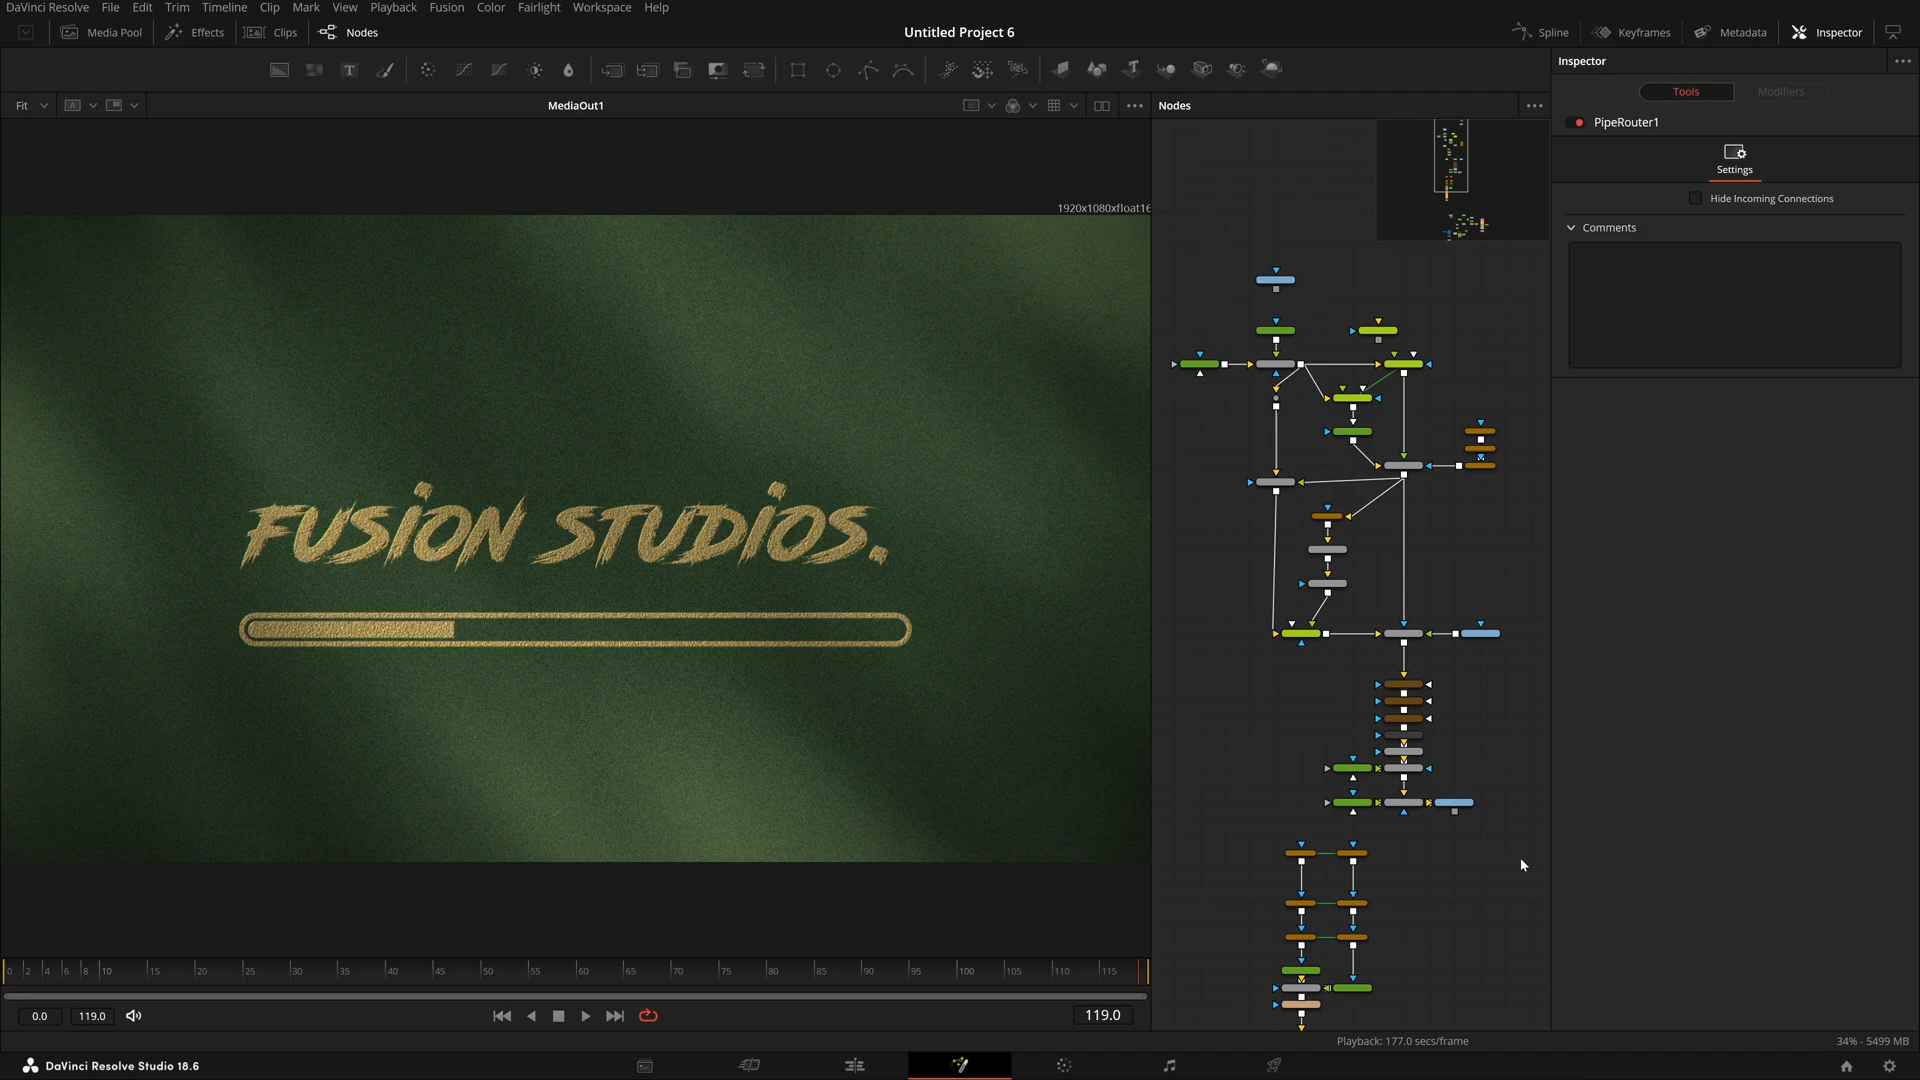 DaVinci Resolve File Edit Trim Timeline Clip Mark View Playback Fusion Color Fairlight Workspace Help
Media Pool Effects Clips Nodes Untitled Project 6 Spline Keyframes Metadata Inspector
T T
Inspector
Fit A MediaOut1 Nodes
Tools Modifiers
PipeRouter1
Settings
Hide Incoming Connections
1920x1080xfloat16
Comments
FUSION STUDIOS.
0 2 4 6 8 10 15 20 25 30 35 40 45 50 55 60 65 70 75 80 85 90 95 100 105 110 115
0.0 119.0 119.0
Playback: 177.0 secs/frame 34% - 5499 MB
DaVinci Resolve Studio 18.6